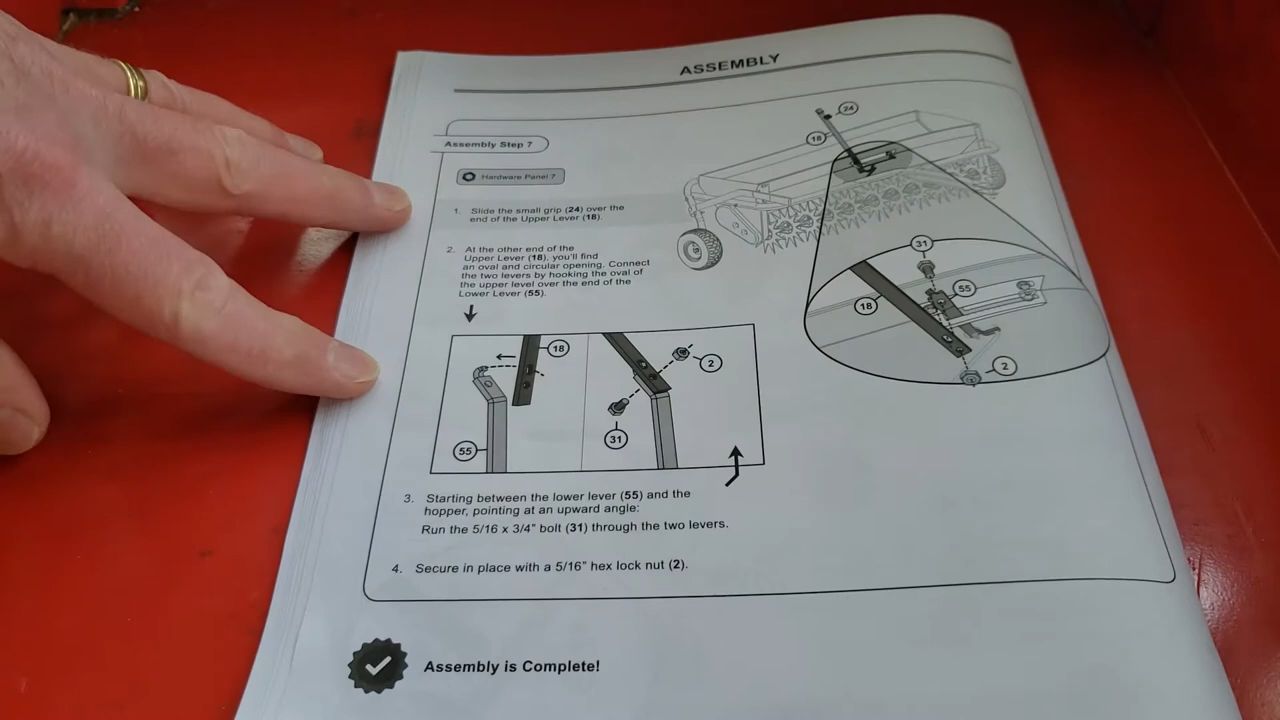 ASSEMBLY
Assembly Step 7
Hardware Panel 7
1. Slide the small grip (24) over the
end of the Upper Lever (18).
2. At the other end of the
Upper Lever (18), you'll find
an oval and circular opening. Connect
the two levers by hooking the oval of
the upper level over the end of the
Lower Lever (55).
24
18
31
55
18
2
18
2
55
31
3. Starting between the lower lever (55) and the
hopper, pointing at an upward angle:
Run the 5/16 x 3/4" bolt (31) through the two levers.
4. Secure in place with a 5/16" hex lock nut (2).
Assembly is Complete!